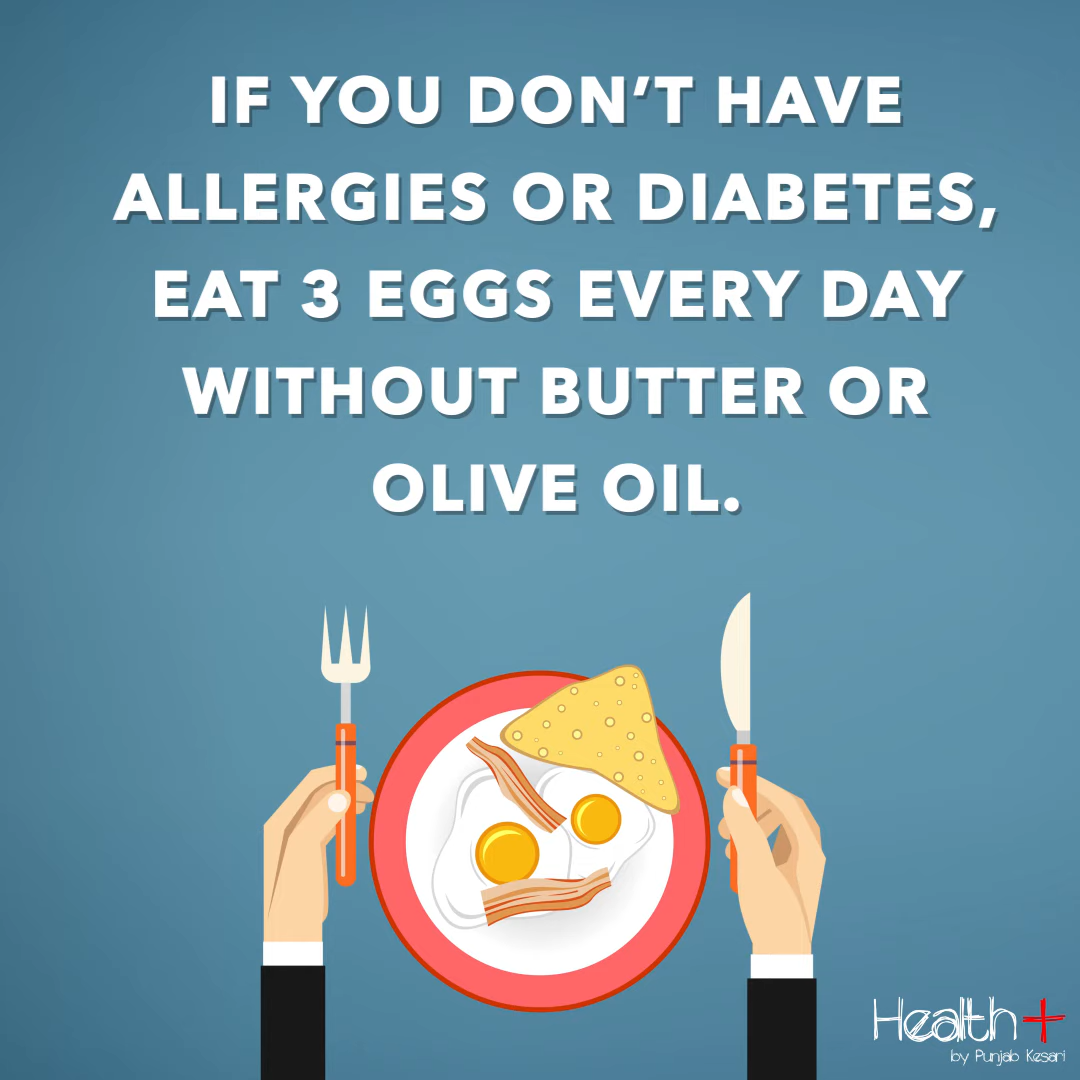 IF YOU DON'T HAVE
ALLERGIES OR DIABETES,
EAT 3 EGGS EVERY DAY
WITHOUT BUTTER OR
OLIVE OIL.
Health+
by Punjab Kesari